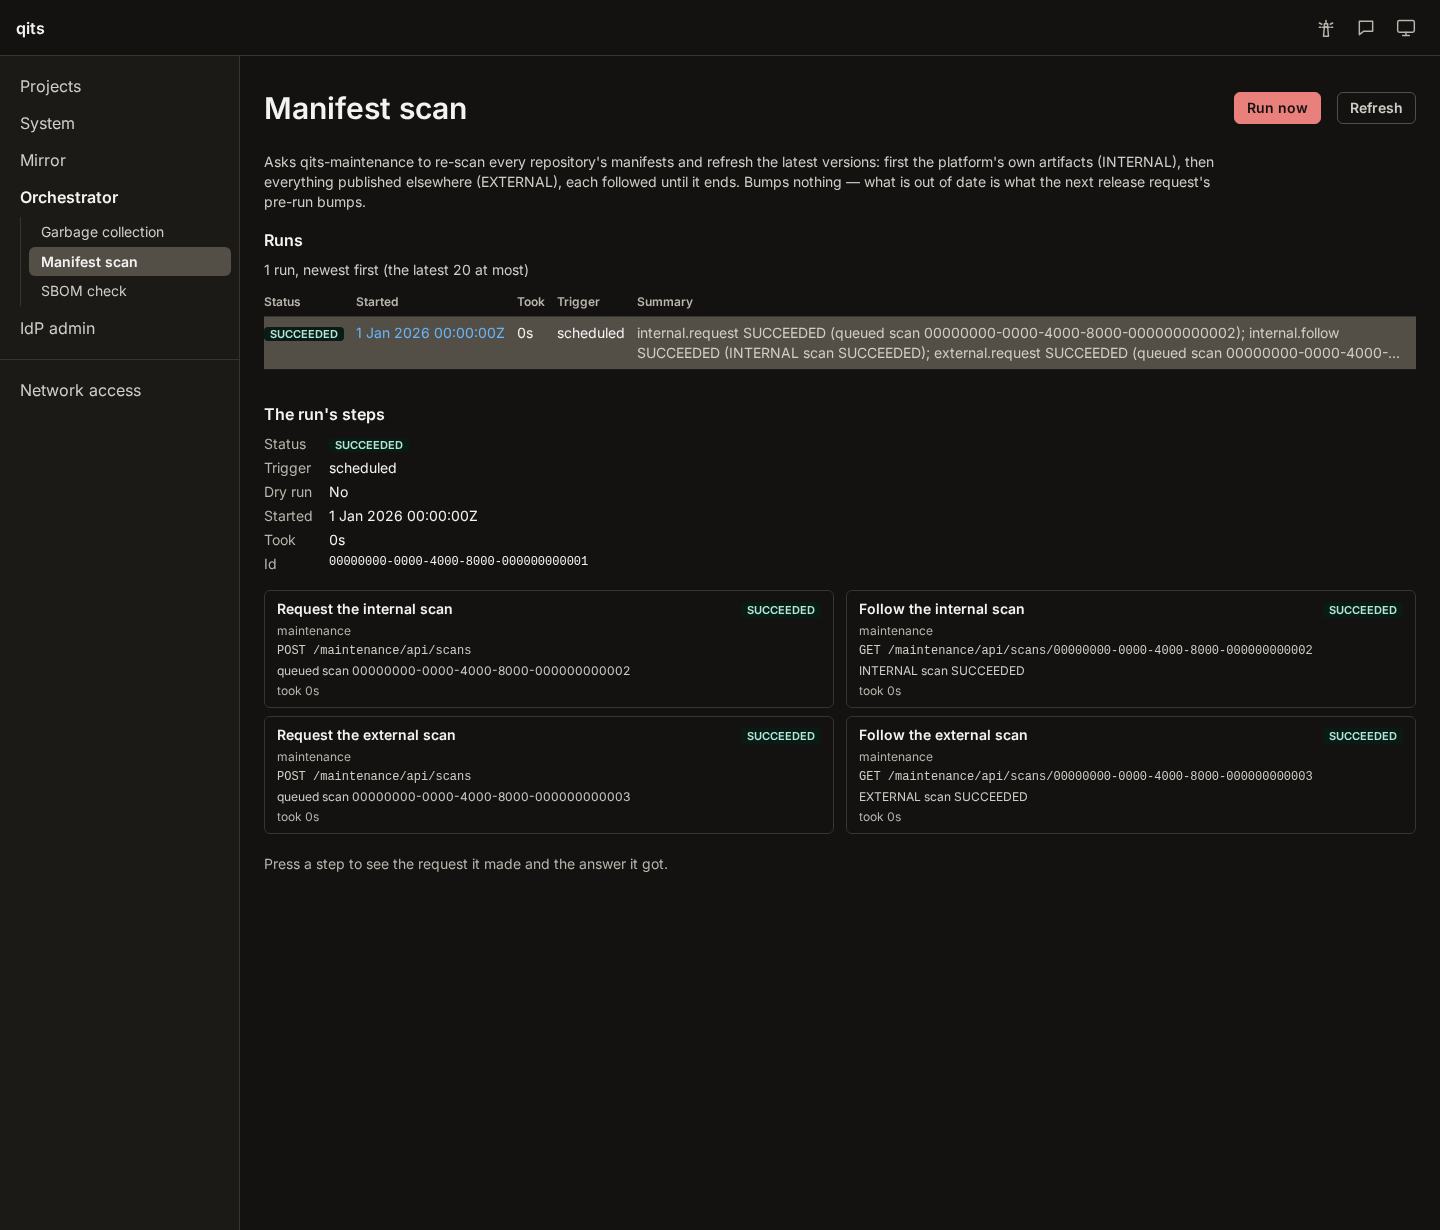 qits
Projects
System
Mirror
Orchestrator
Garbage collection
Manifest scan
SBOM check
IdP admin
Network access
Manifest scan
Run now
Refresh
Asks qits-maintenance to re-scan every repository's manifests and refresh the latest versions: first the platform's own artifacts (INTERNAL), then
everything published elsewhere (EXTERNAL), each followed until it ends. Bumps nothing — what is out of date is what the next release request's
pre-run bumps.
Runs
1 run, newest first (the latest 20 at most)
Status Started Took Trigger Summary
SUCCEEDED 1 Jan 2026 00:00:00Z 0s scheduled internal.request SUCCEEDED (queued scan 00000000-0000-4000-8000-000000000002); internal.follow
SUCCEEDED (INTERNAL scan SUCCEEDED); external.request SUCCEEDED (queued scan 00000000-0000-4000-...
The run's steps
Status SUCCEEDED
Trigger scheduled
Dry run No
Started 1 Jan 2026 00:00:00Z
Took 0s
Id 00000000-0000-4000-8000-000000000001
Request the internal scan SUCCEEDED
maintenance
POST /maintenance/api/scans
queued scan 00000000-0000-4000-8000-000000000002
took 0s
Follow the internal scan SUCCEEDED
maintenance
GET /maintenance/api/scans/00000000-0000-4000-8000-000000000002
INTERNAL scan SUCCEEDED
took 0s
Request the external scan SUCCEEDED
maintenance
POST /maintenance/api/scans
queued scan 00000000-0000-4000-8000-000000000003
took 0s
Follow the external scan SUCCEEDED
maintenance
GET /maintenance/api/scans/00000000-0000-4000-8000-000000000003
EXTERNAL scan SUCCEEDED
took 0s
Press a step to see the request it made and the answer it got.